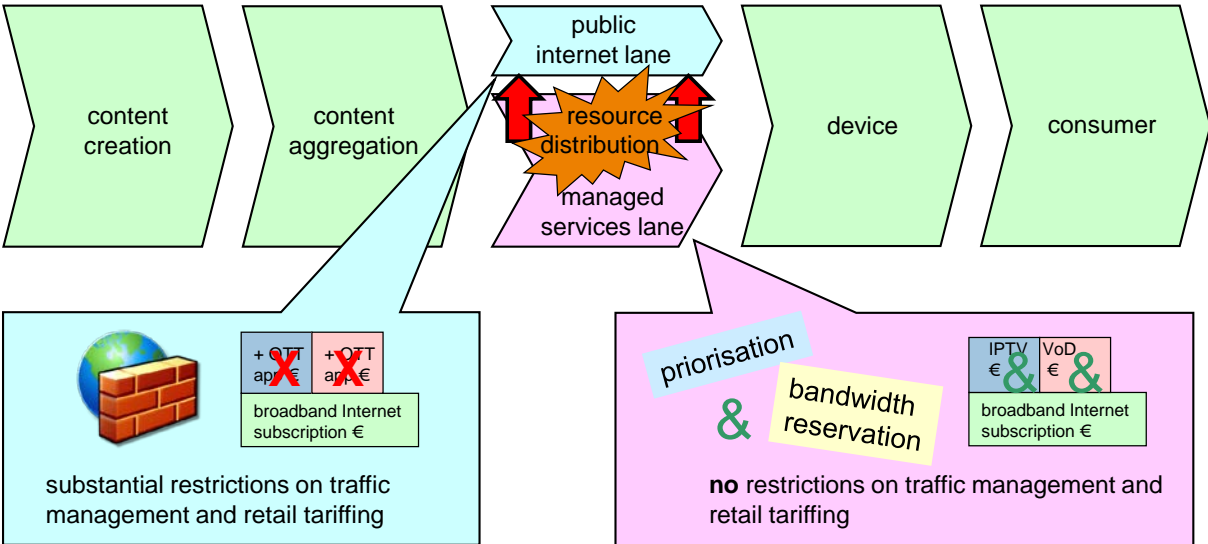 content
creation
content
aggregation
public
internet lane
resource
distribution
managed
services lane
device
consumer
+ OTT
app €
X
+ OTT
app €
X
broadband Internet
subscription €
substantial restrictions on traffic
management and retail tariffing
priorisation
&
bandwidth
reservation
IPTV
€
&
VoD
€
&
broadband Internet
subscription €
no restrictions on traffic management and
retail tariffing